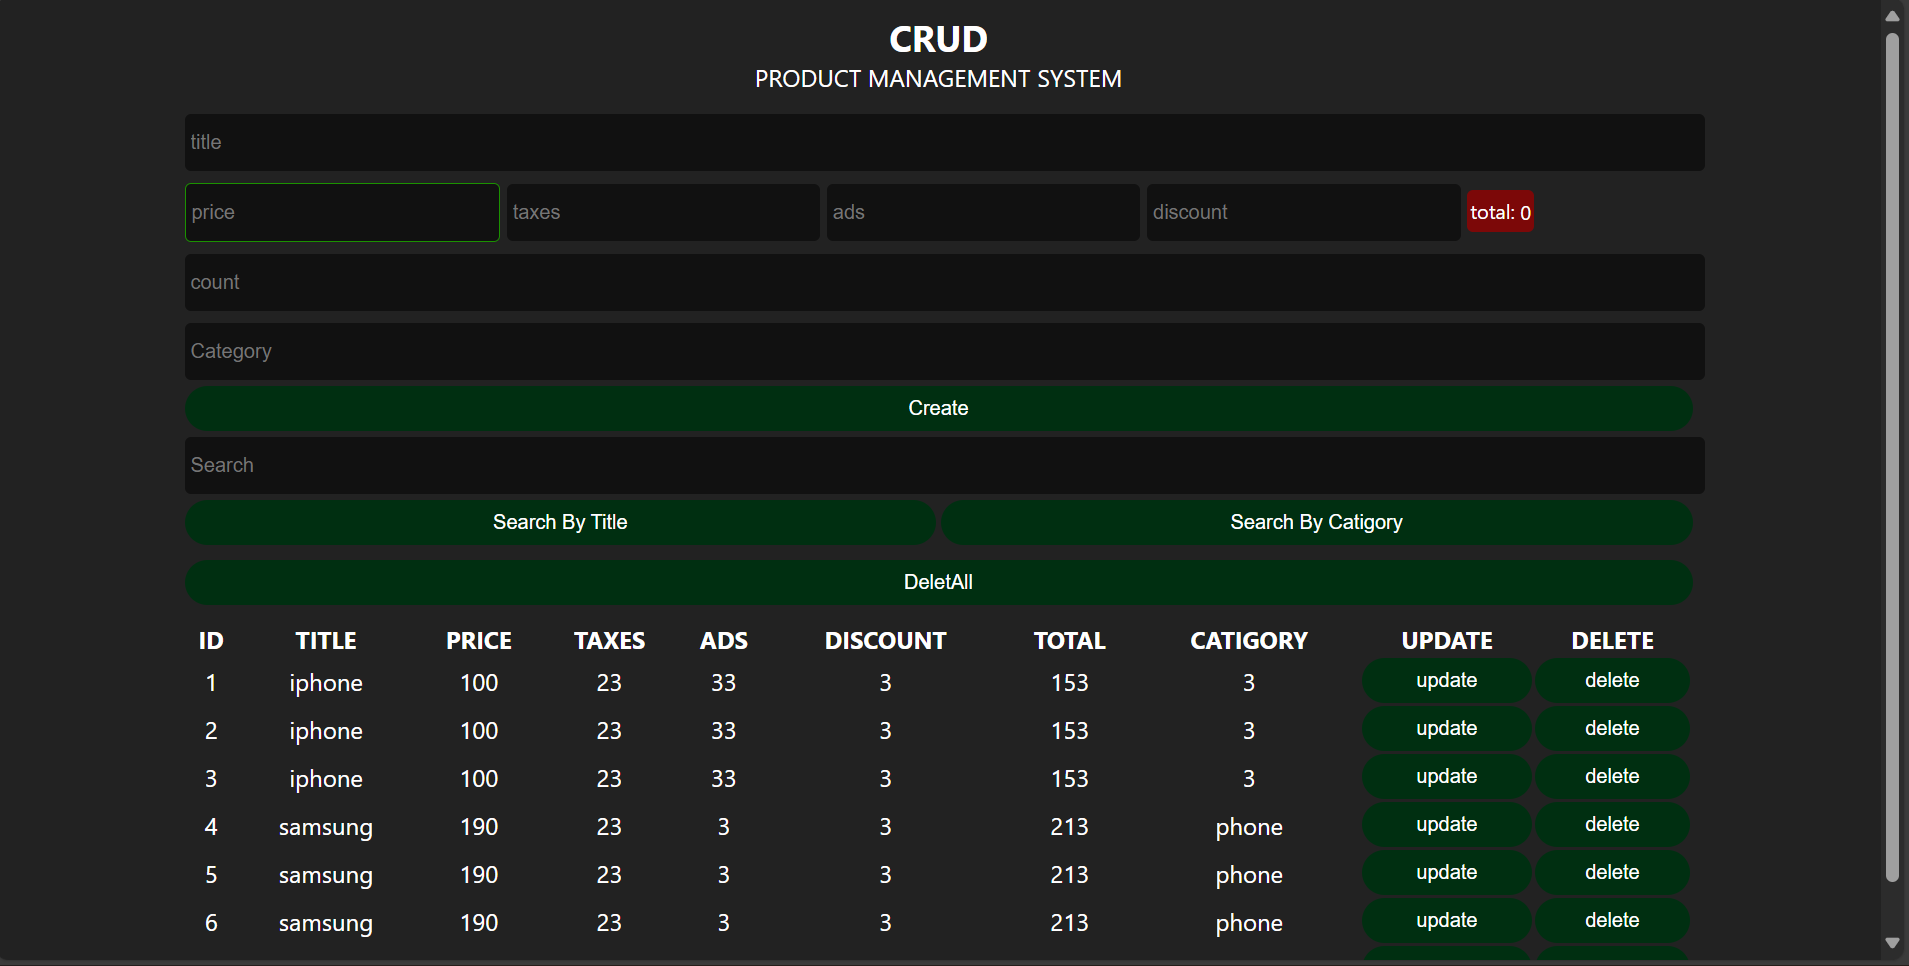 CRUD
PRODUCT MANAGEMENT SYSTEM
title
price taxes ads discount total: 0
count
Category
Create
Search
Search By Title Search By Catigory
DeletAll
ID TITLE PRICE TAXES ADS DISCOUNT TOTAL CATIGORY UPDATE DELETE
1 iphone 100 23 33 3 153 3 update delete
2 iphone 100 23 33 3 153 3 update delete
3 iphone 100 23 33 3 153 3 update delete
4 samsung 190 23 3 3 213 phone update delete
5 samsung 190 23 3 3 213 phone update delete
6 samsung 190 23 3 3 213 phone update delete